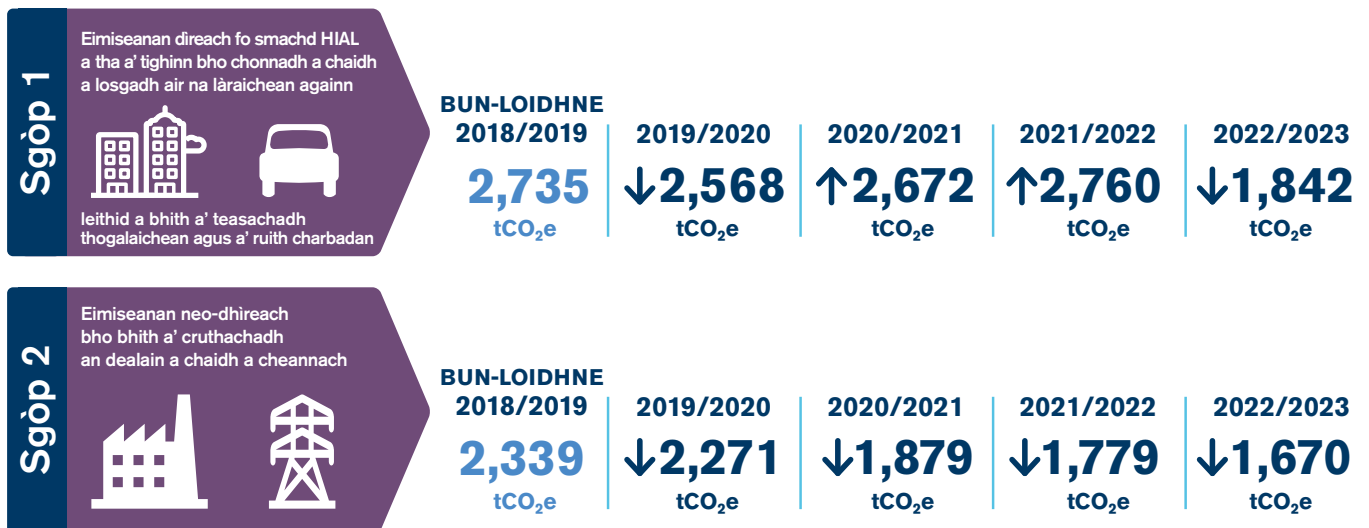 Sgòp 1
Eimiseanan dìreach fo smachd HIAL
a tha a’ tighinn bho chonnadh a chaidh
a losgadh air na làraichean againn
leithid a bhith a’ teasachadh
thogalaichean agus a’ ruith charbadan
BUN-LOIDHNE
2018/2019
2,735
tCO₂e
2019/2020
↓2,568
tCO₂e
2020/2021
↑2,672
tCO₂e
2021/2022
↑2,760
tCO₂e
2022/2023
↓1,842
tCO₂e
Sgòp 2
Eimiseanan neo-dhìreach
bho bhith a’ cruthachadh
an dealain a chaidh a cheannach
BUN-LOIDHNE
2018/2019
2,339
tCO₂e
2019/2020
↓2,271
tCO₂e
2020/2021
↓1,879
tCO₂e
2021/2022
↓1,779
tCO₂e
2022/2023
↓1,670
tCO₂e